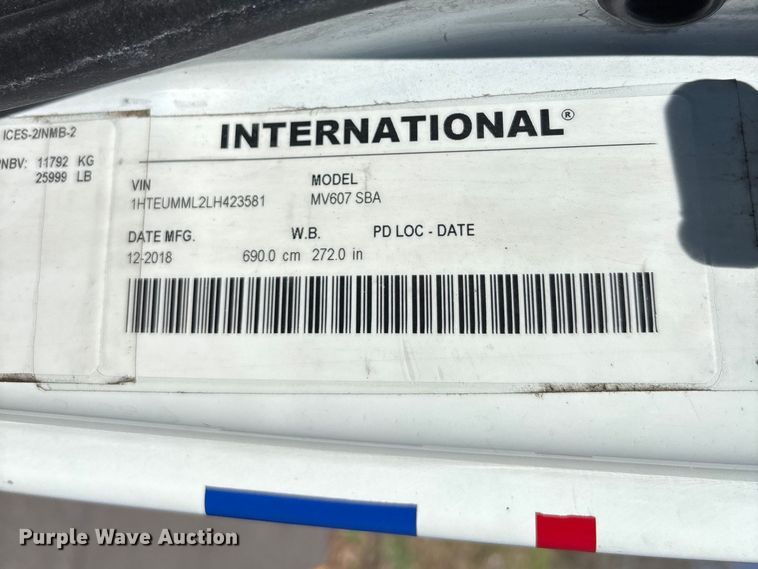 ICES-2/NMB-2
PNBV: 11792 KG
25999 LB
INTERNATIONAL®
VIN
1HTEUMML2LH423581
MODEL
MV607 SBA
DATE MFG.
12-2018
W.B.
690.0 cm 272.0 in
PD LOC - DATE
Purple Wave Auction